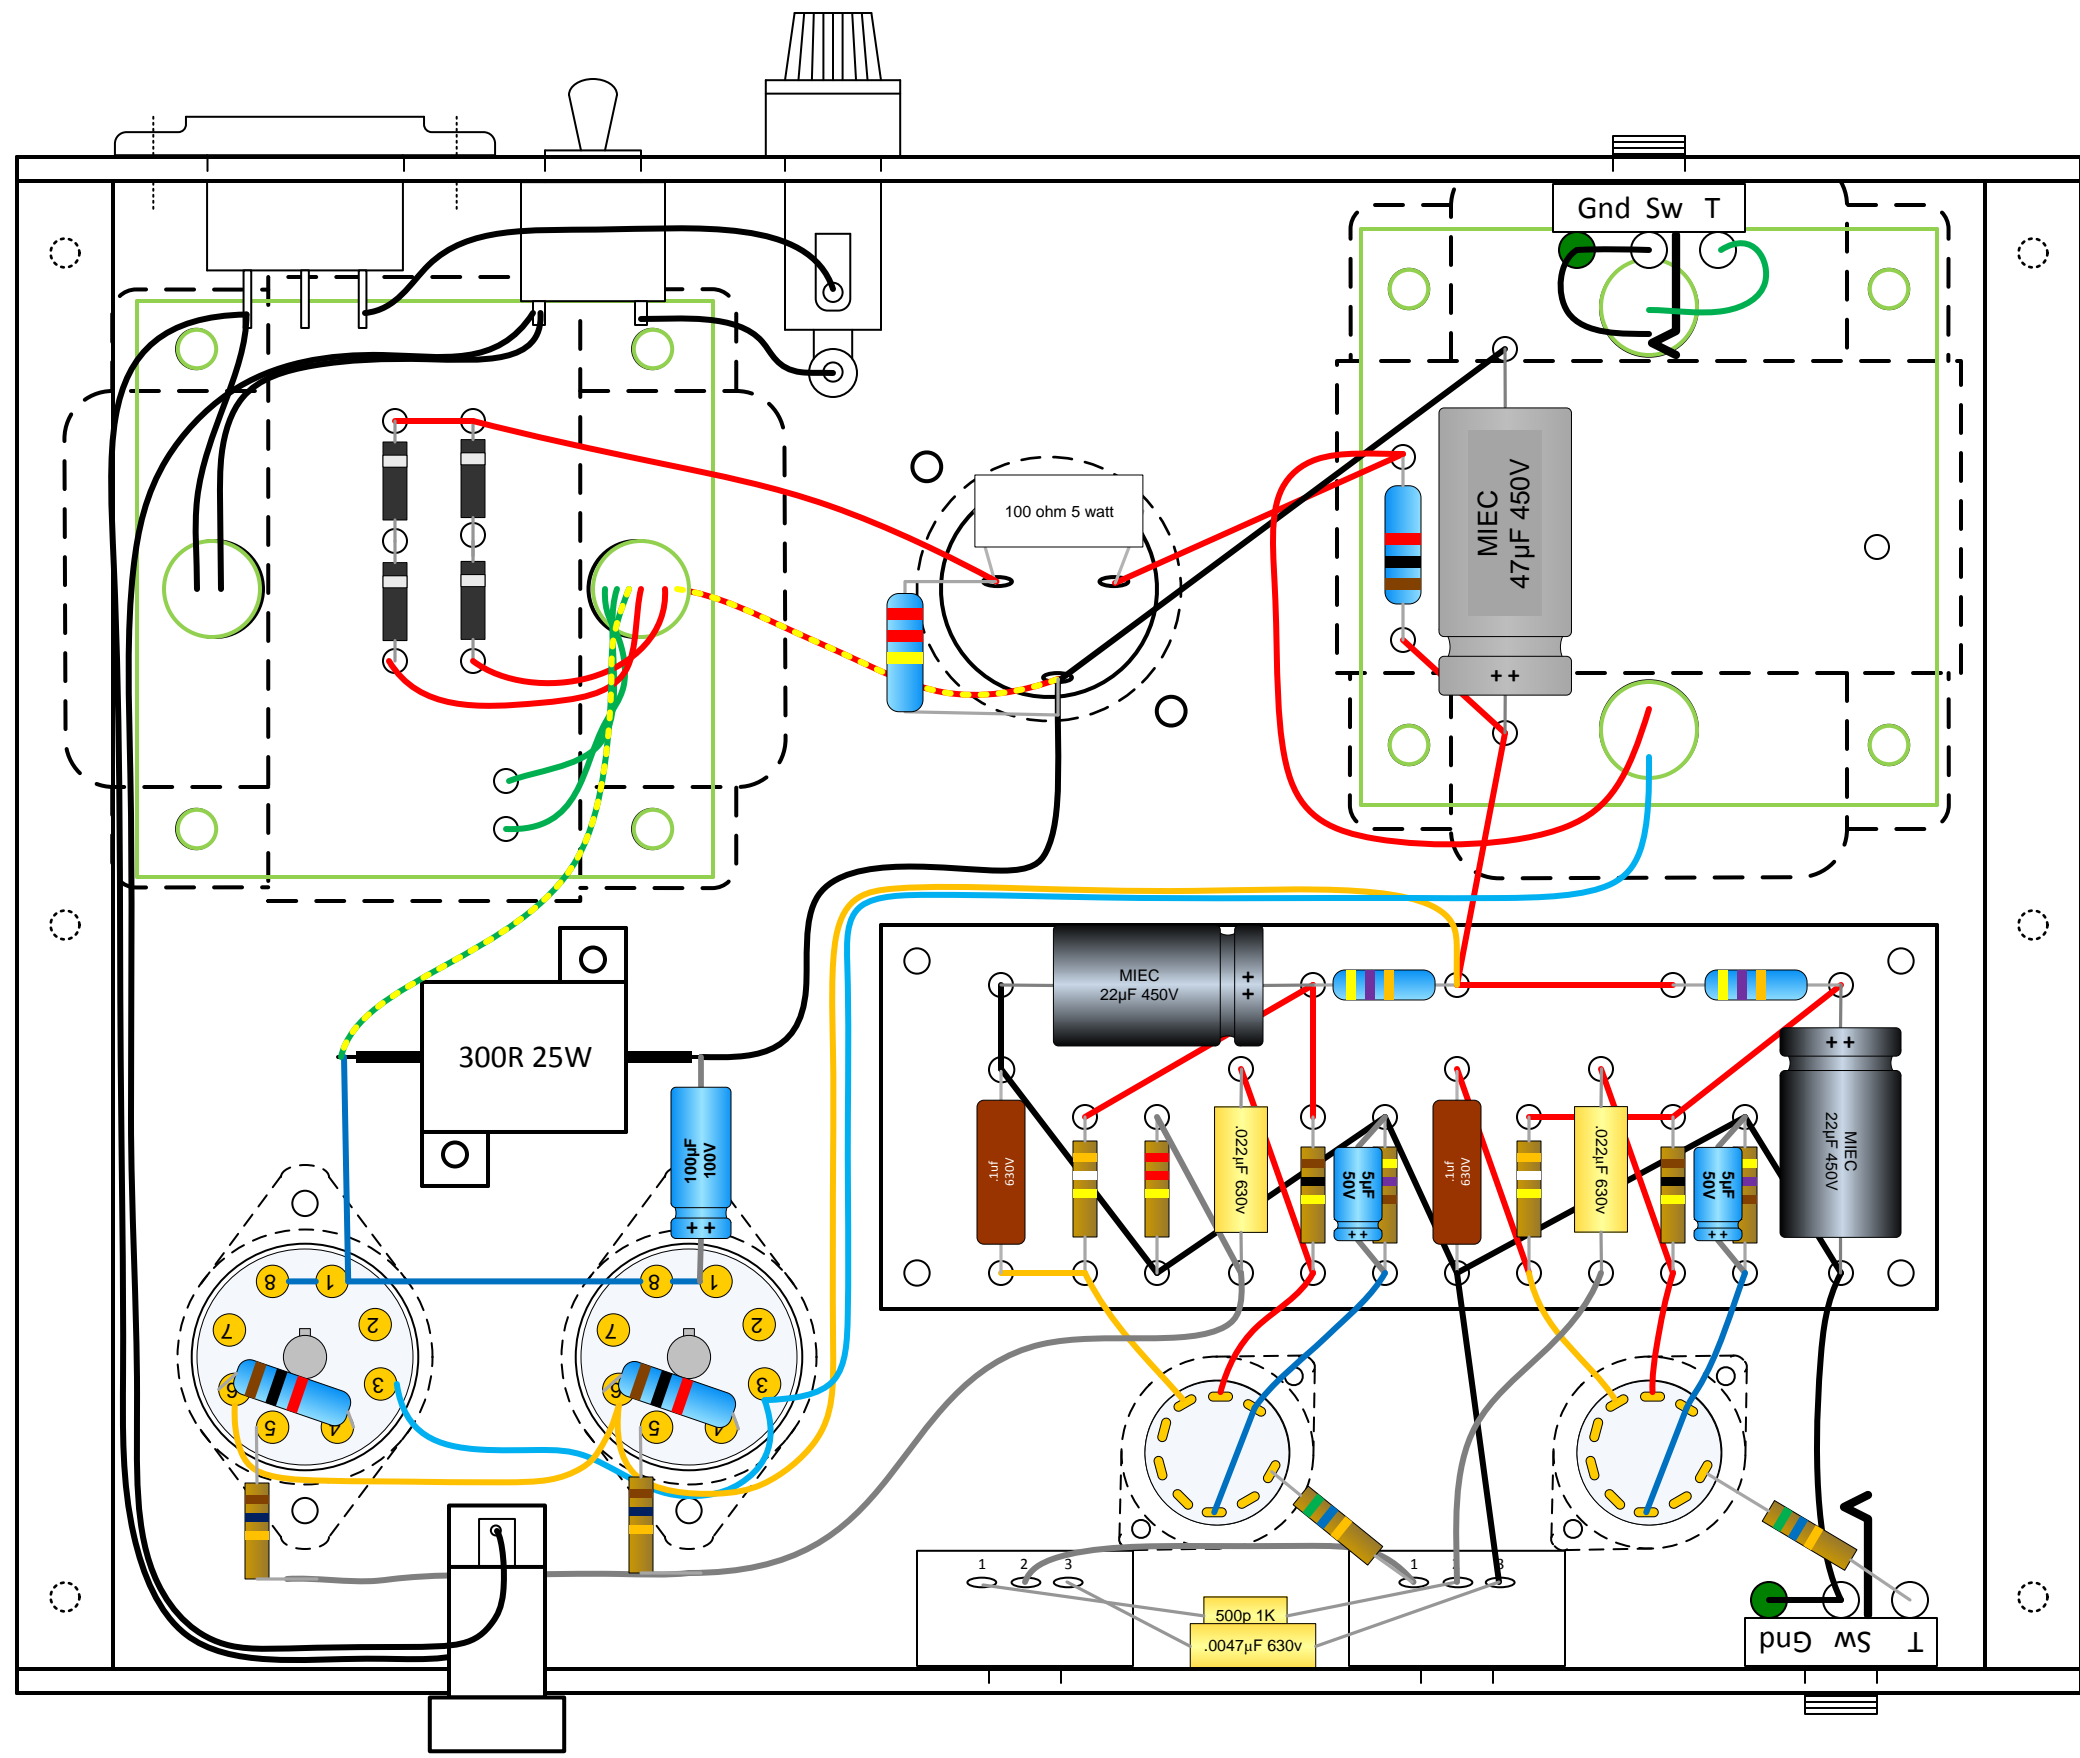 Gnd Sw T
100 ohm 5 watt
MIEC
47µF 450V
++
300R 25W
MIEC
22µF 450V
++
++
MIEC
22µF 450V
100µF
100V
++
.1uf
630V
.022µF 630v
5µF
50V
++
.1uf
630V
.022µF 630v
5µF
50V
++
8 1
7 2
6 3
5 4
8 1
7 2
6 3
5 4
1 2 3
1 2 3
500p 1K
.0047µF 630v
Gnd Sw T